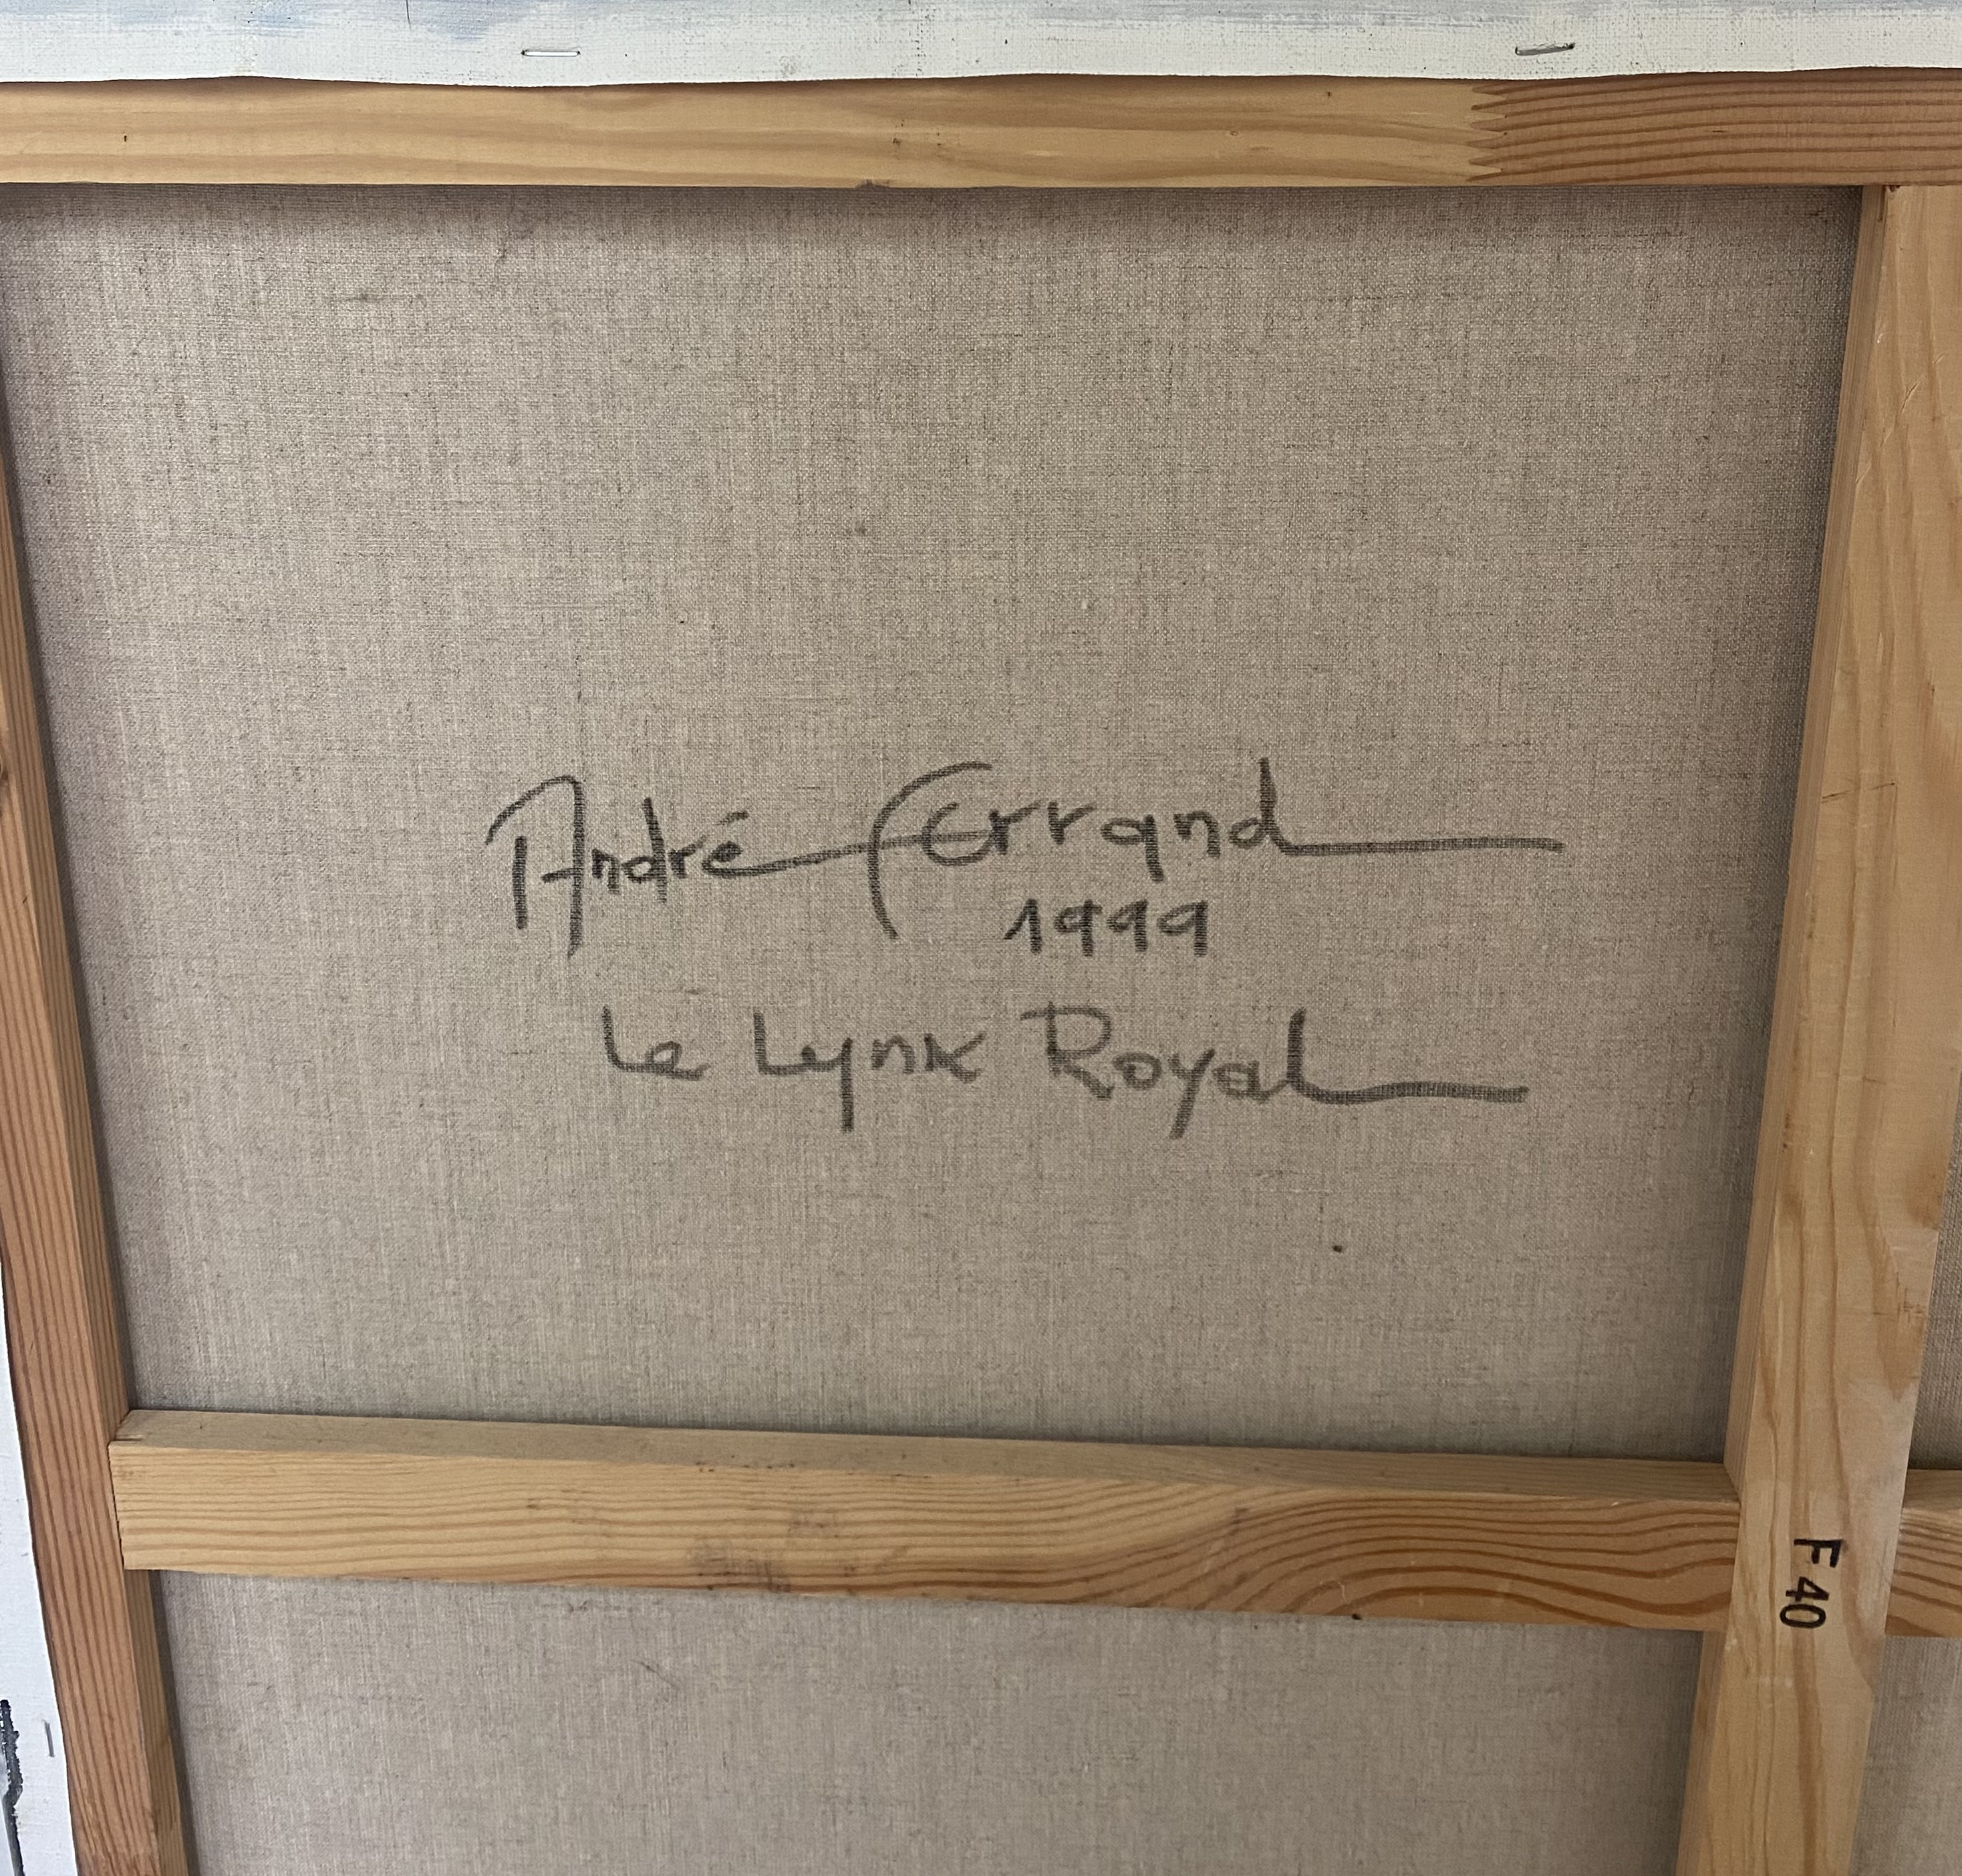 André Ferrand
1999
Le Lynx Royal
F 40